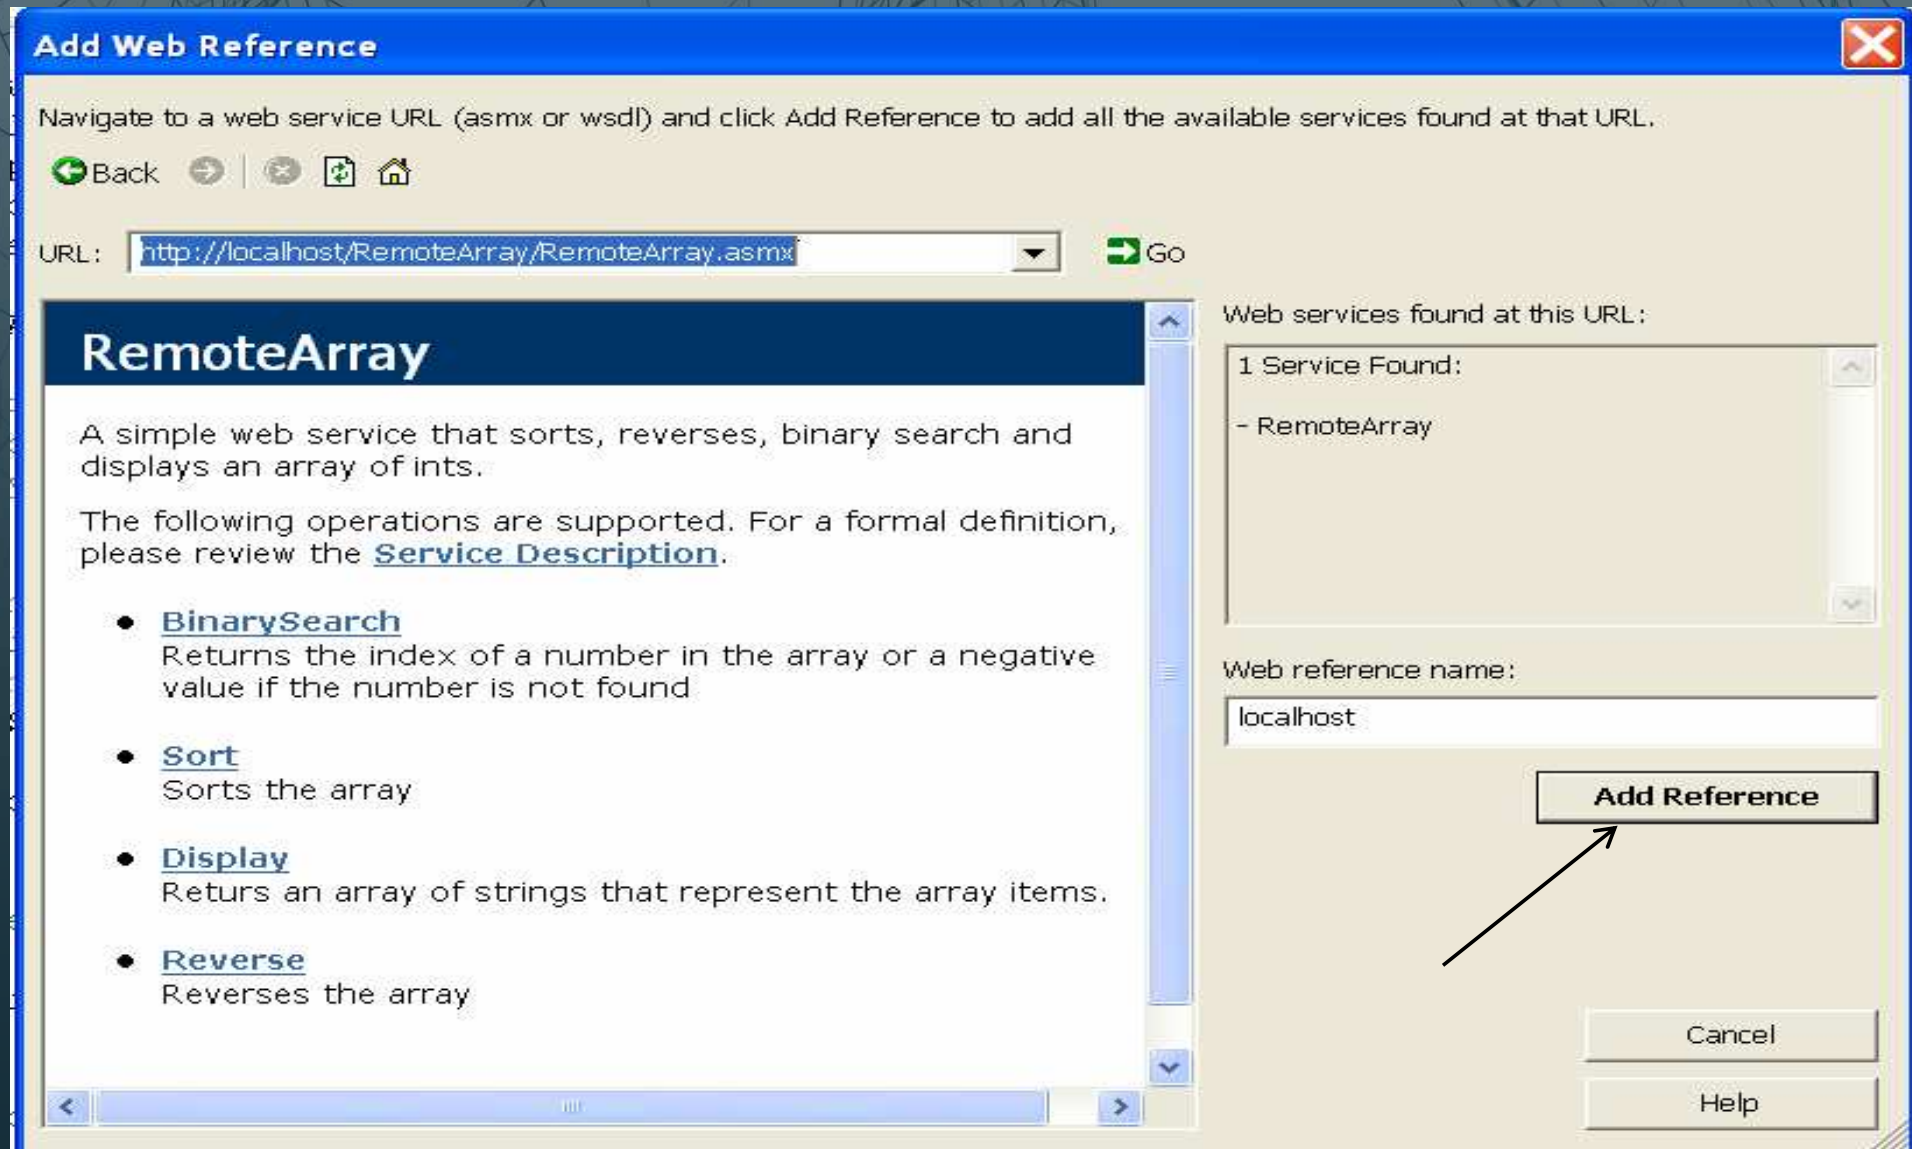 Add Web Reference
Navigate to a web service URL (asmx or wsdl) and click Add Reference to add all the available services found at that URL.
Back
URL: http://localhost/RemoteArray/RemoteArray.asmx Go
RemoteArray
A simple web service that sorts, reverses, binary search and
displays an array of ints.
The following operations are supported. For a formal definition,
please review the Service Description.
• BinarySearch
Returns the index of a number in the array or a negative
value if the number is not found
• Sort
Sorts the array
• Display
Returs an array of strings that represent the array items.
• Reverse
Reverses the array
Web services found at this URL:
1 Service Found:
- RemoteArray
Web reference name:
localhost
Add Reference
Cancel
Help